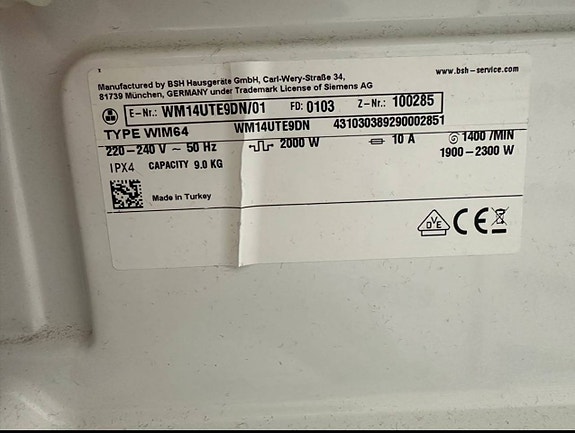 www.bsh-service.com
Manufactured by BSH Hausgeräte GmbH, Carl-Wery-Straße 34,
81739 München, GERMANY under Trademark License of Siemens AG
E-Nr.: WM14UTE9DN/01 FD: 0103 Z-Nr.: 100285
TYPE WIM64 WM14UTE9DN 431030389290002851
220-240 V ~ 50 Hz 2000 W 10 A 1400 /MIN
1900-2300 W
IPX4 CAPACITY 9.0 KG
Made in Turkey
DVE CE